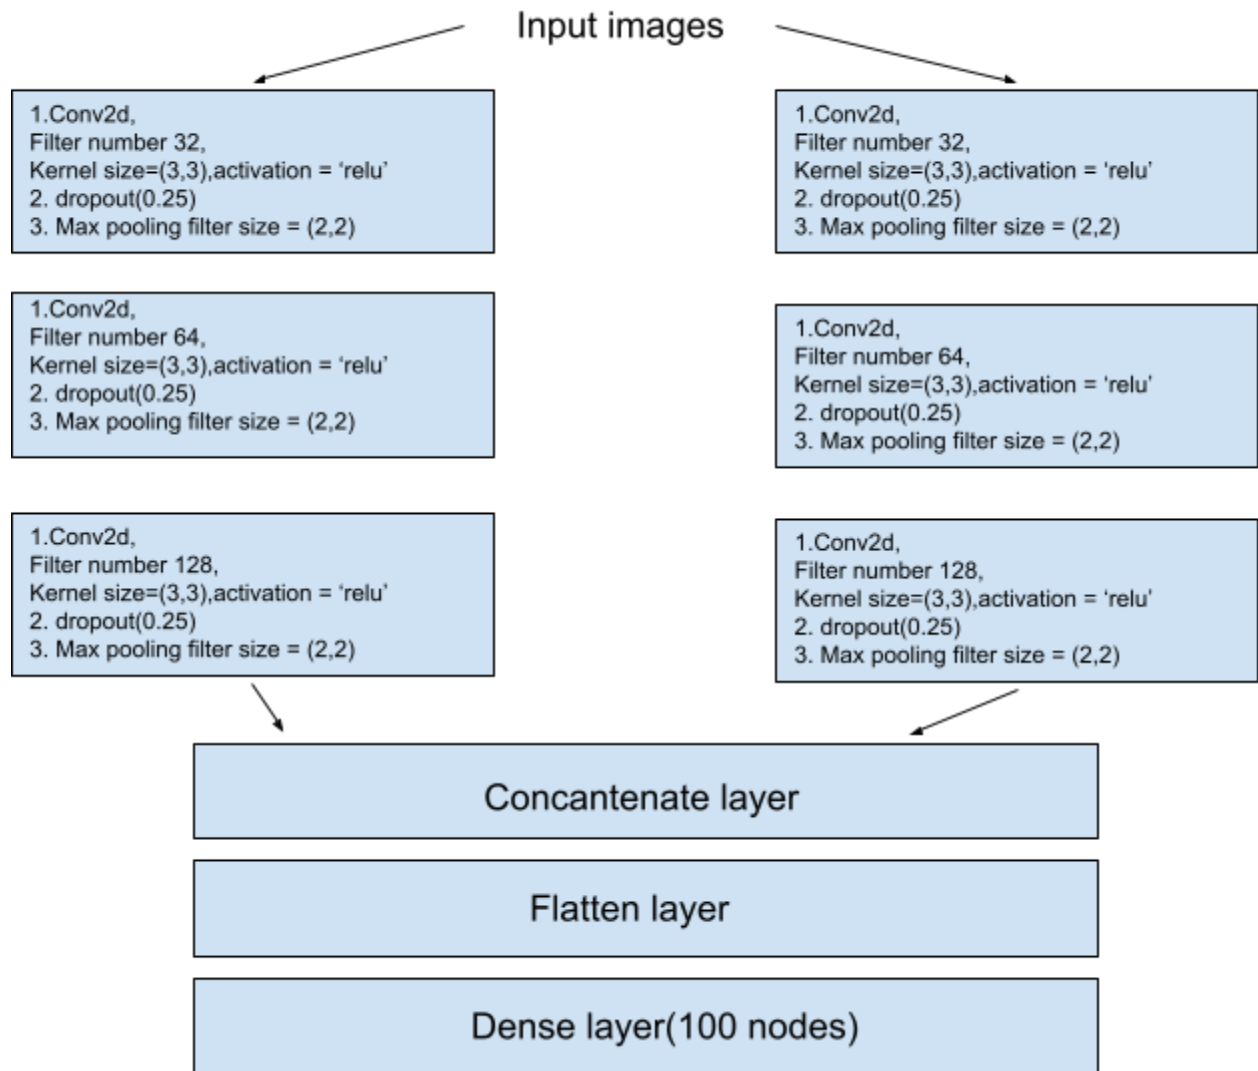 Input images
1.Conv2d,
Filter number 32,
Kernel size=(3,3),activation = ‘relu’
2. dropout(0.25)
3. Max pooling filter size = (2,2)
1.Conv2d,
Filter number 32,
Kernel size=(3,3),activation = ‘relu’
2. dropout(0.25)
3. Max pooling filter size = (2,2)
1.Conv2d,
Filter number 64,
Kernel size=(3,3),activation = ‘relu’
2. dropout(0.25)
3. Max pooling filter size = (2,2)
1.Conv2d,
Filter number 64,
Kernel size=(3,3),activation = ‘relu’
2. dropout(0.25)
3. Max pooling filter size = (2,2)
1.Conv2d,
Filter number 128,
Kernel size=(3,3),activation = ‘relu’
2. dropout(0.25)
3. Max pooling filter size = (2,2)
1.Conv2d,
Filter number 128,
Kernel size=(3,3),activation = ‘relu’
2. dropout(0.25)
3. Max pooling filter size = (2,2)
Concantenate layer
Flatten layer
Dense layer(100 nodes)